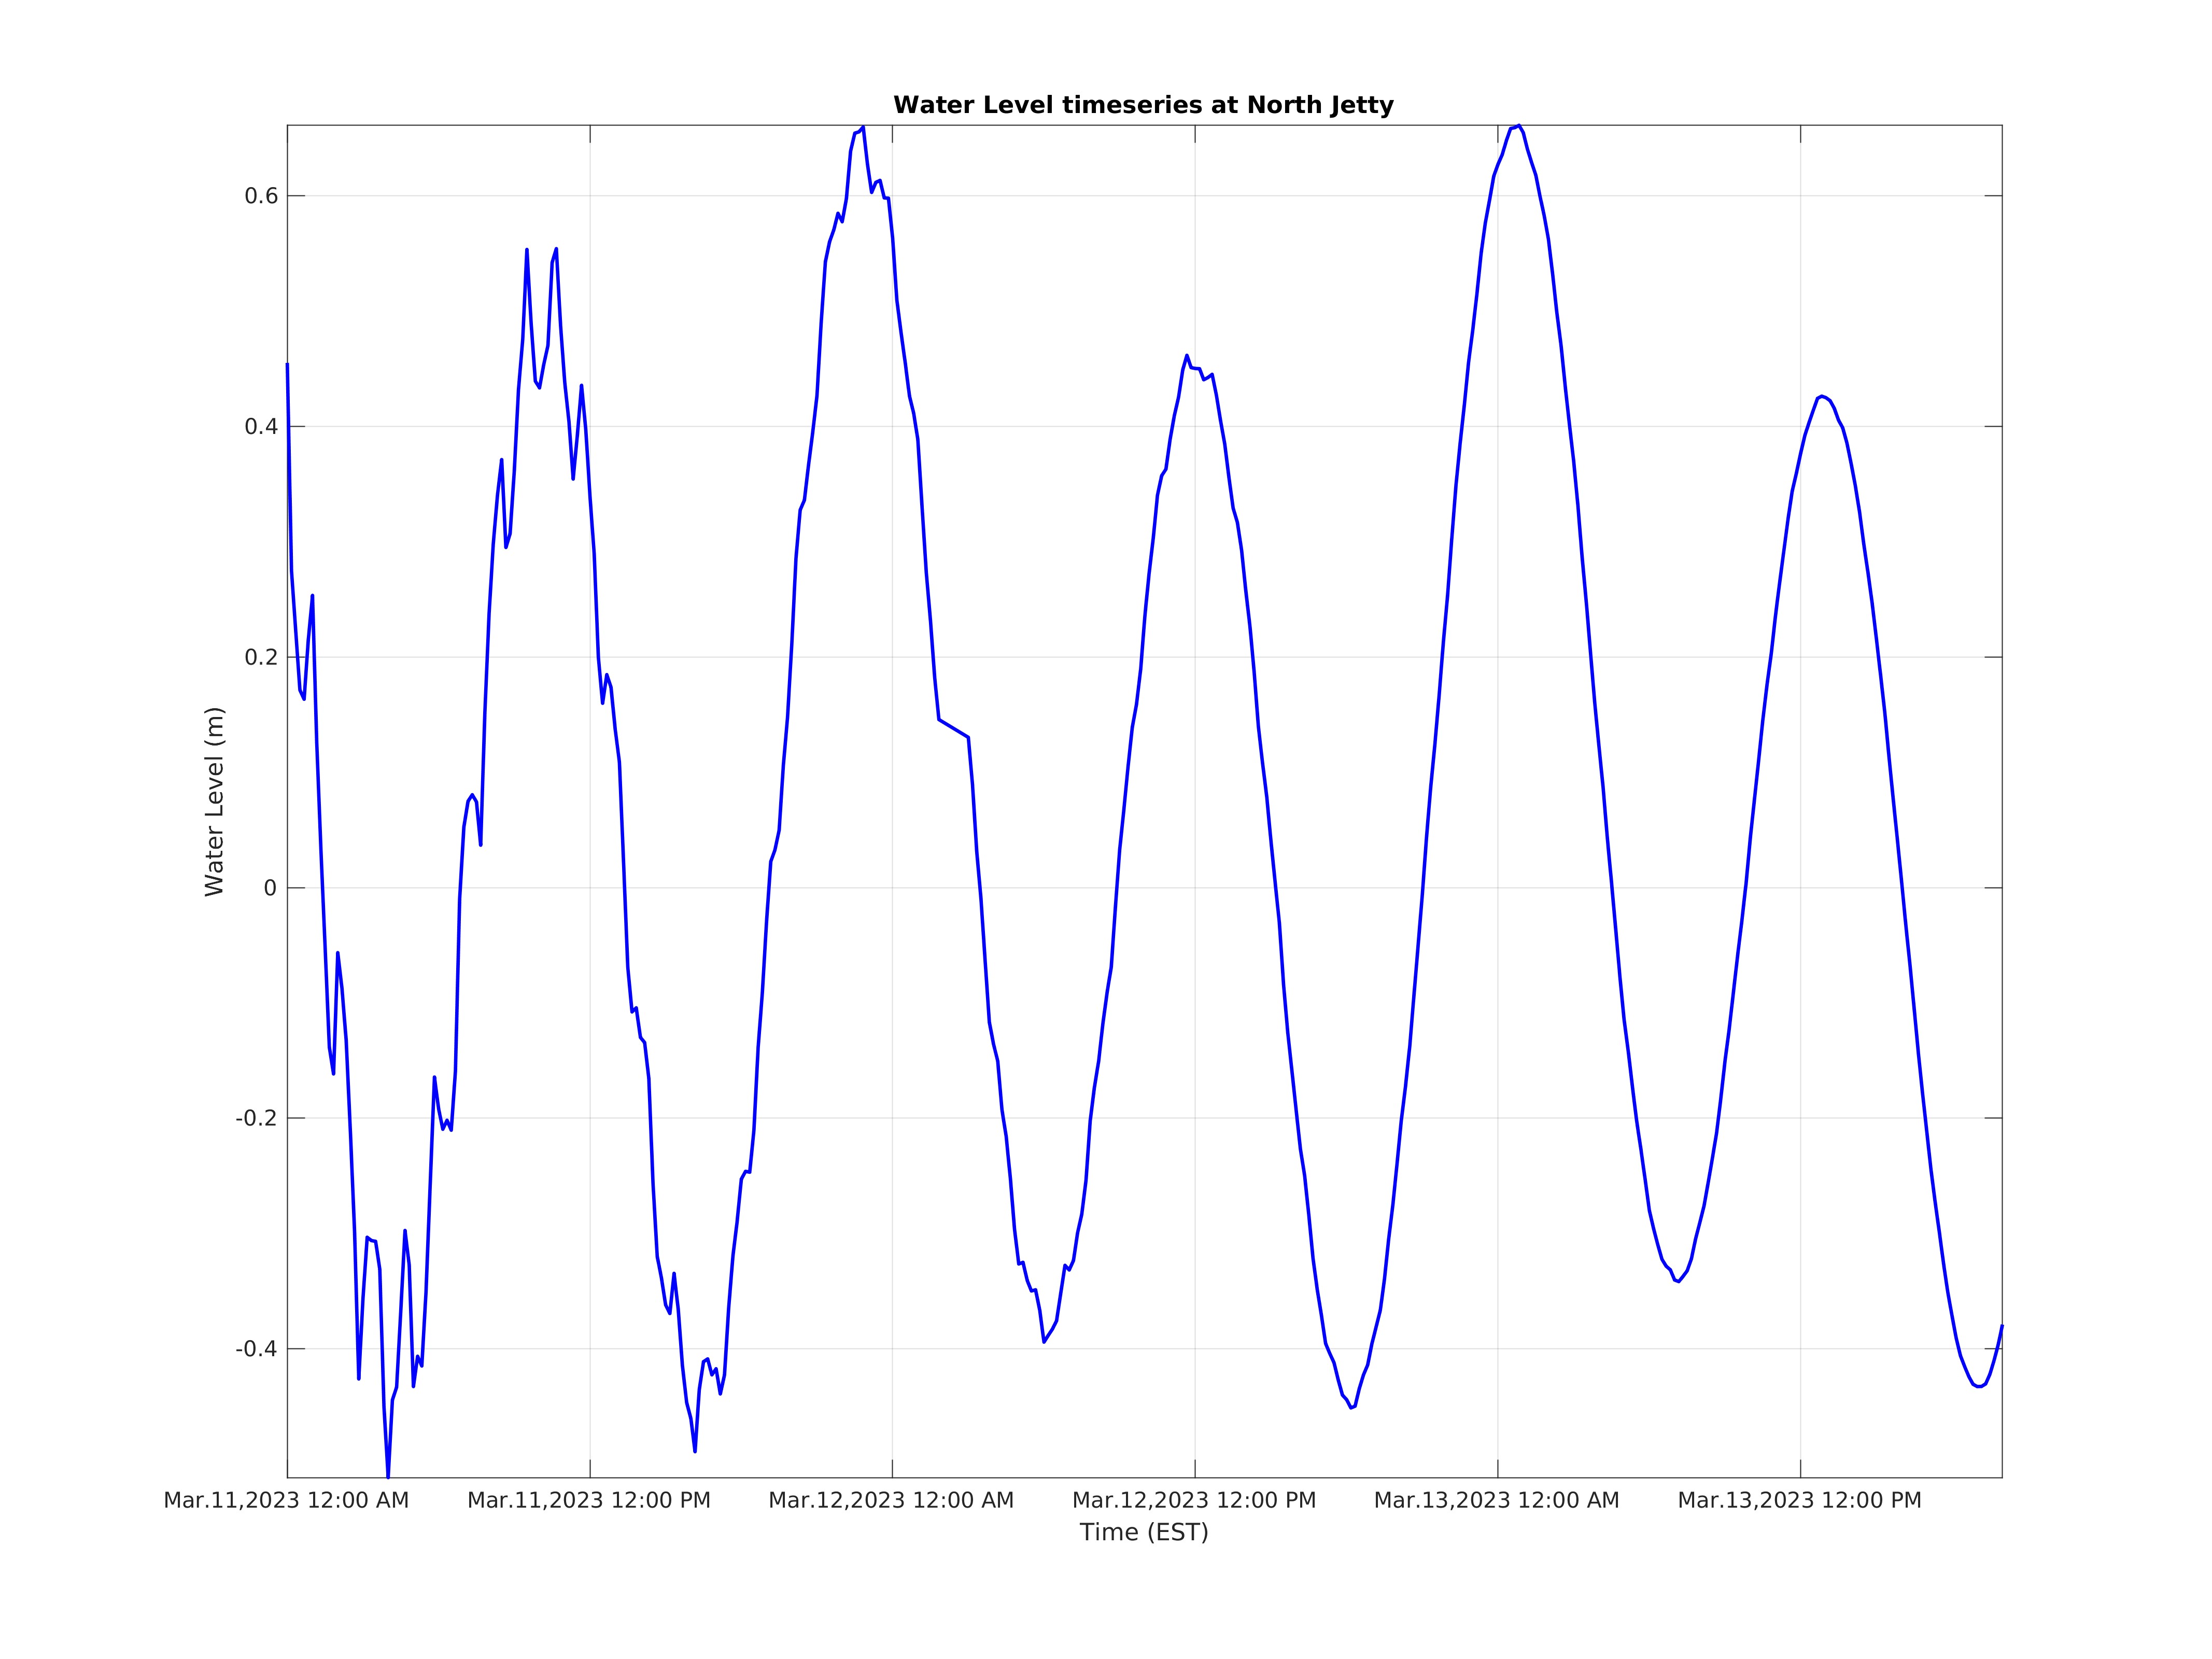 Water Level timeseries at North Jetty
0.6
0.4
0.2
0
-0.2
-0.4
Water Level (m)
Mar.11,2023 12:00 AM Mar.11,2023 12:00 PM Mar.12,2023 12:00 AM Mar.12,2023 12:00 PM Mar.13,2023 12:00 AM Mar.13,2023 12:00 PM
Time (EST)